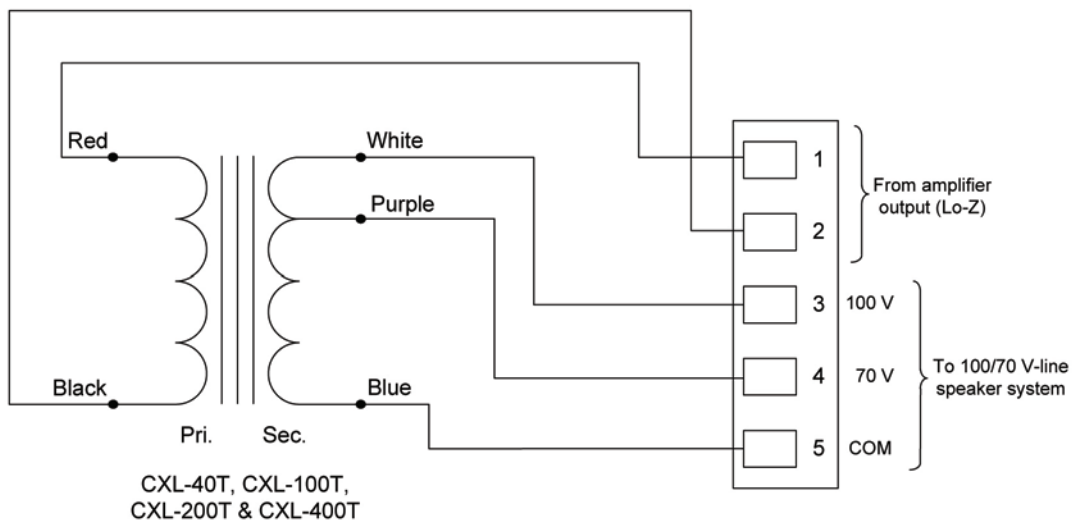 Red
White
Purple
Black
Blue
Pri.
Sec.
CXL-40T, CXL-100T,
CXL-200T & CXL-400T
1
2
From amplifier
output (Lo-Z)
3 100 V
4 70 V
5 COM
To 100/70 V-line
speaker system